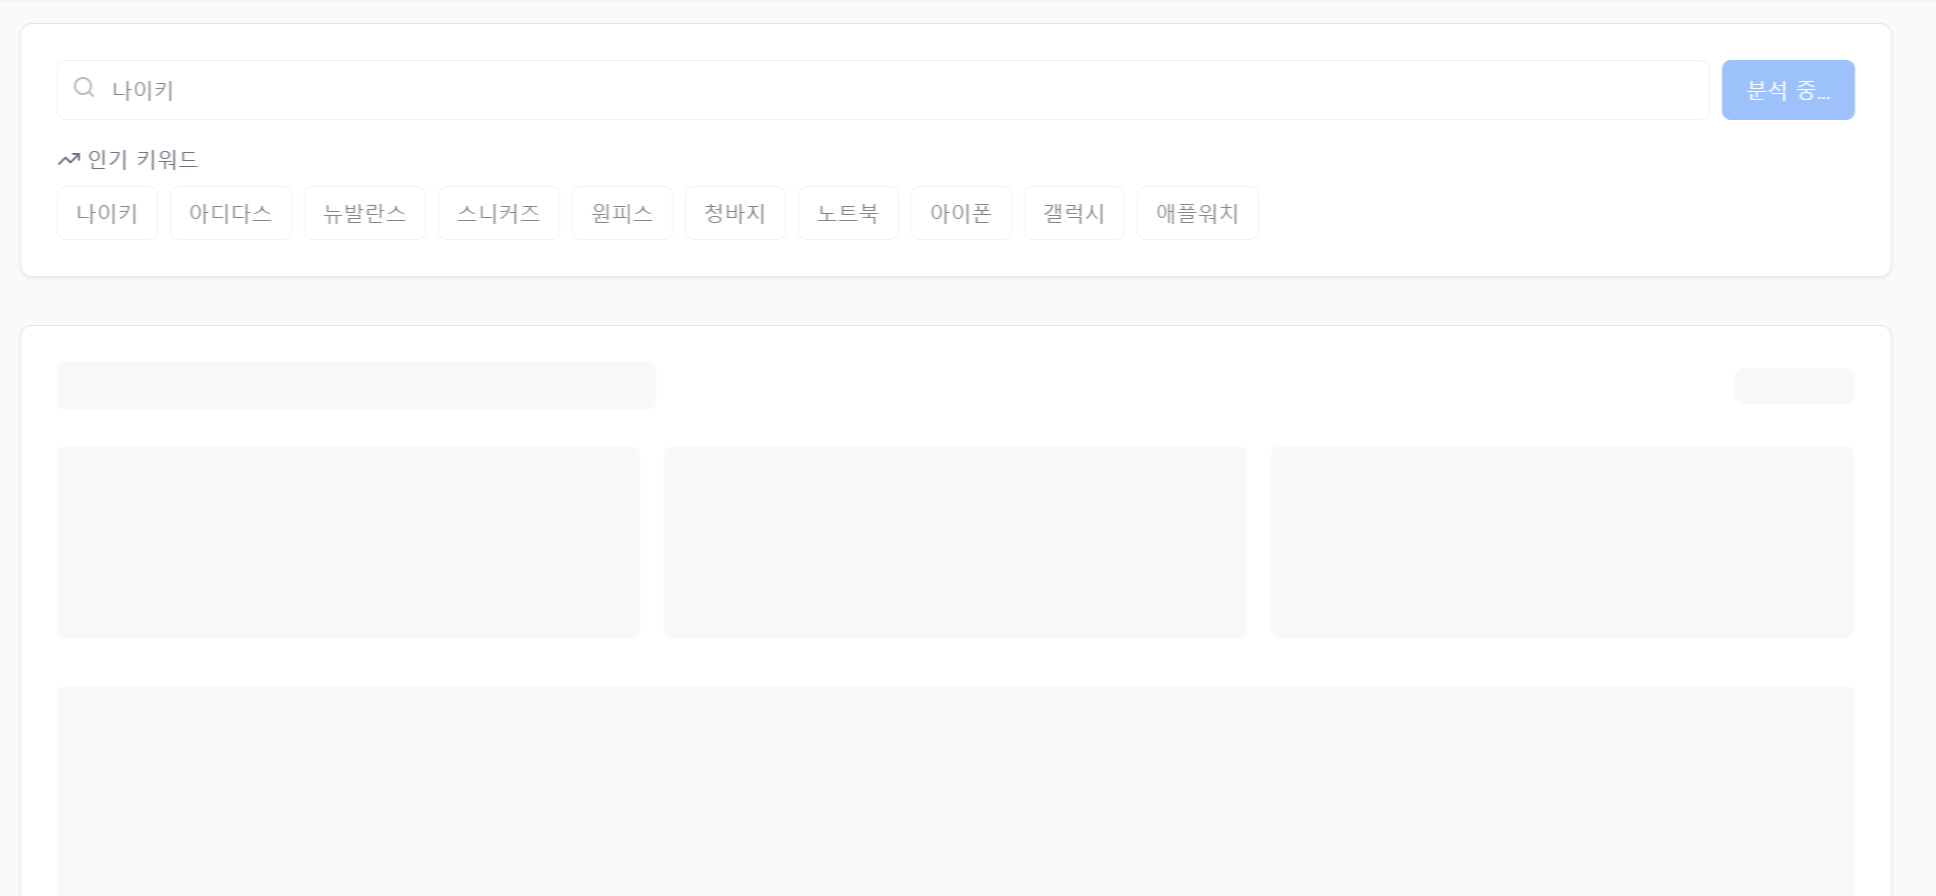 나이키
분석 중...
인기 키워드
나이키 아디다스 뉴발란스 스니커즈 원피스 청바지 노트북 아이폰 갤럭시 애플워치